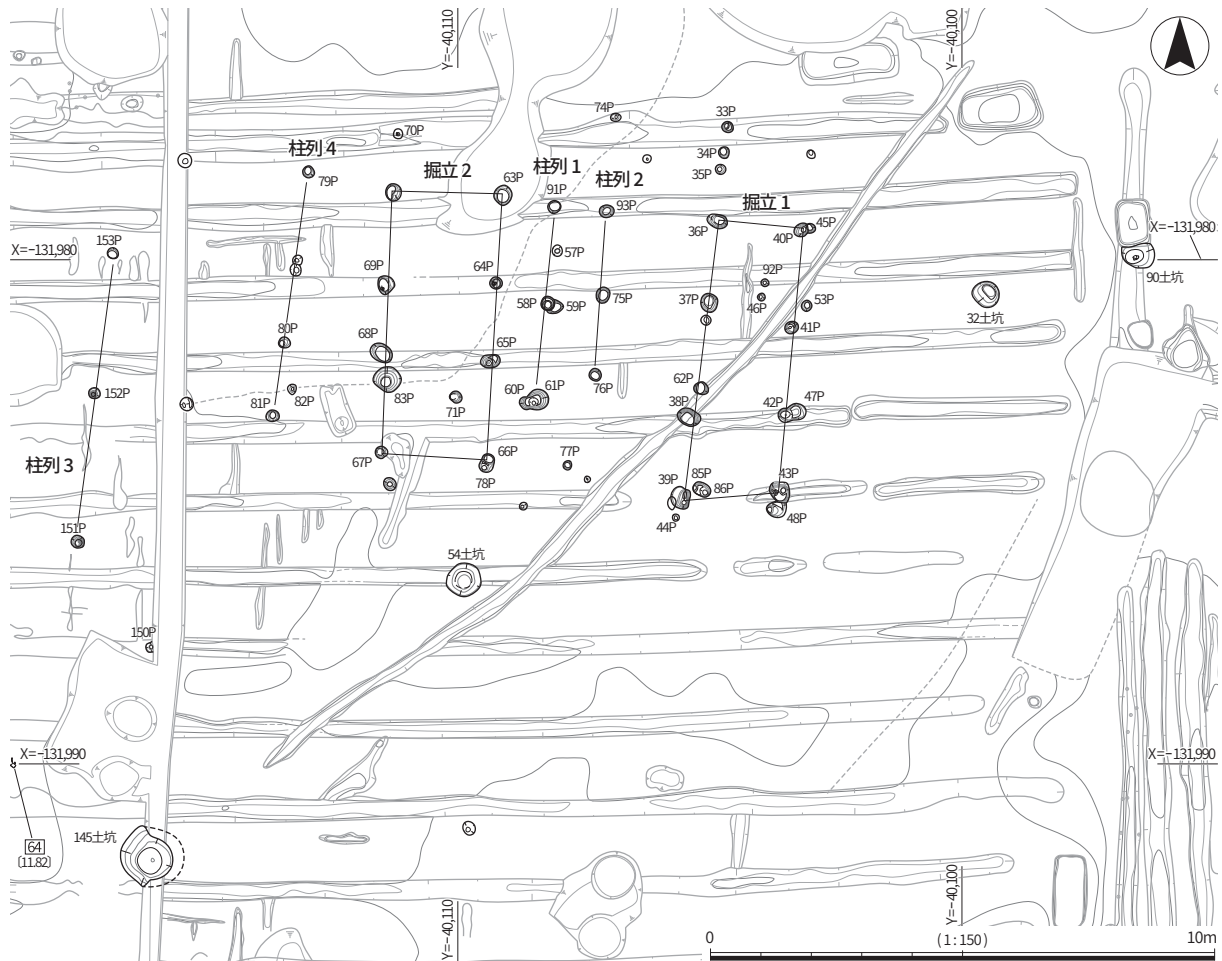 Y=-40,110
Y=-40,100
74P
33P
70P
34P
柱列 4
35P
79P
掘立 2
63P
柱列 1
91P
柱列 2
93P
掘立 1
36P
40P
45P
X=-131,980
153P
X=-131,980
57P
69P
64P
92P
90土坑
58P
59P
75P
37P
46P
53P
32土坑
80P
68P
65P
41P
152P
81P
82P
83P
71P
60P
61P
76P
62P
38P
42P
47P
柱列 3
67P
66P
77P
78P
39P
85P
86P
43P
151P
44P
48P
54土坑
150P
X=-131,990
X=-131,990
64
[11.82]
145土坑
Y=-40,110
Y=-40,100
0
(1:150)
10m